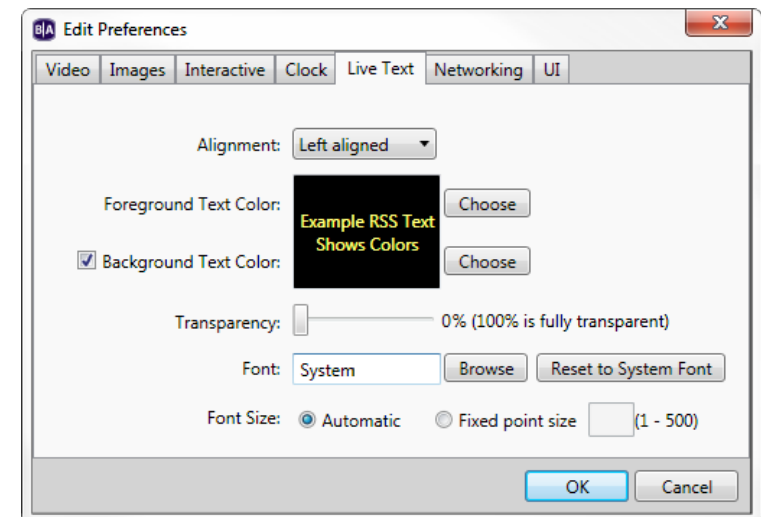 B|A Edit Preferences
Video Images Interactive Clock Live Text Networking UI
Alignment: Left aligned
Foreground Text Color: Choose
Example RSS Text
Shows Colors
Background Text Color: Choose
Transparency: 0% (100% is fully transparent)
Font: System Browse Reset to System Font
Font Size: Automatic Fixed point size (1 - 500)
OK Cancel